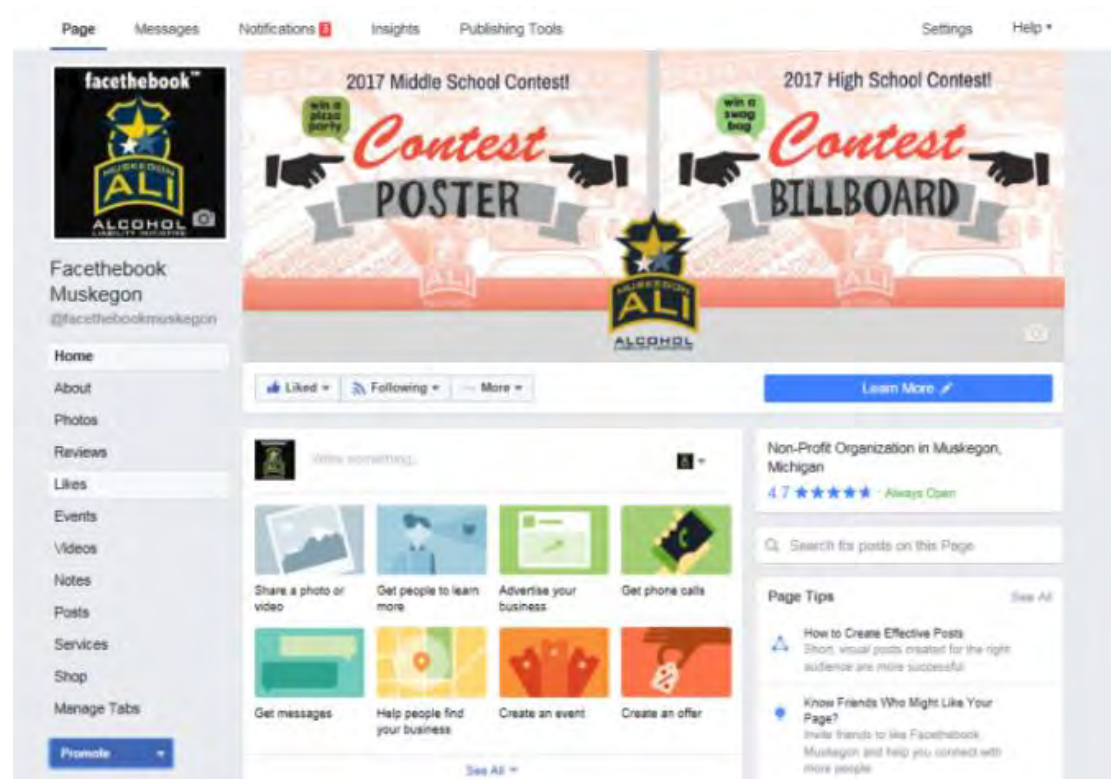 Page Messages Notifications 3 Insights Publishing Tools Settings Help
facethebook™
MUSKEGON
ALI
ALCOHOL
LIABILITY INITIATIVE
2017 Middle School Contest!
win a
pizza
party
Contest
POSTER
2017 High School Contest!
win a
swag
bag
Contest
BILLBOARD
ALI
MUSKEGON
ALI
ALCOHOL
ALI
Facethebook
Muskegon
@facethebookmuskegon
Home
About
Photos
Reviews
Likes
Events
Videos
Notes
Posts
Services
Shop
Manage Tabs
Promote
Liked Following More
Learn More
Write something...
Share a photo or
video
Get people to learn
more
Advertise your
business
Get phone calls
Get messages
Help people find
your business
Create an event
Create an offer
See All
Non-Profit Organization in Muskegon,
Michigan
4.7 ★★★★★ · Always Open
Search for posts on this Page
Page Tips See All
How to Create Effective Posts
Short, visual posts created for the right
audience are more successful.
Know Friends Who Might Like Your
Page?
Invite friends to like Facethebook
Muskegon and help you connect with
more people.